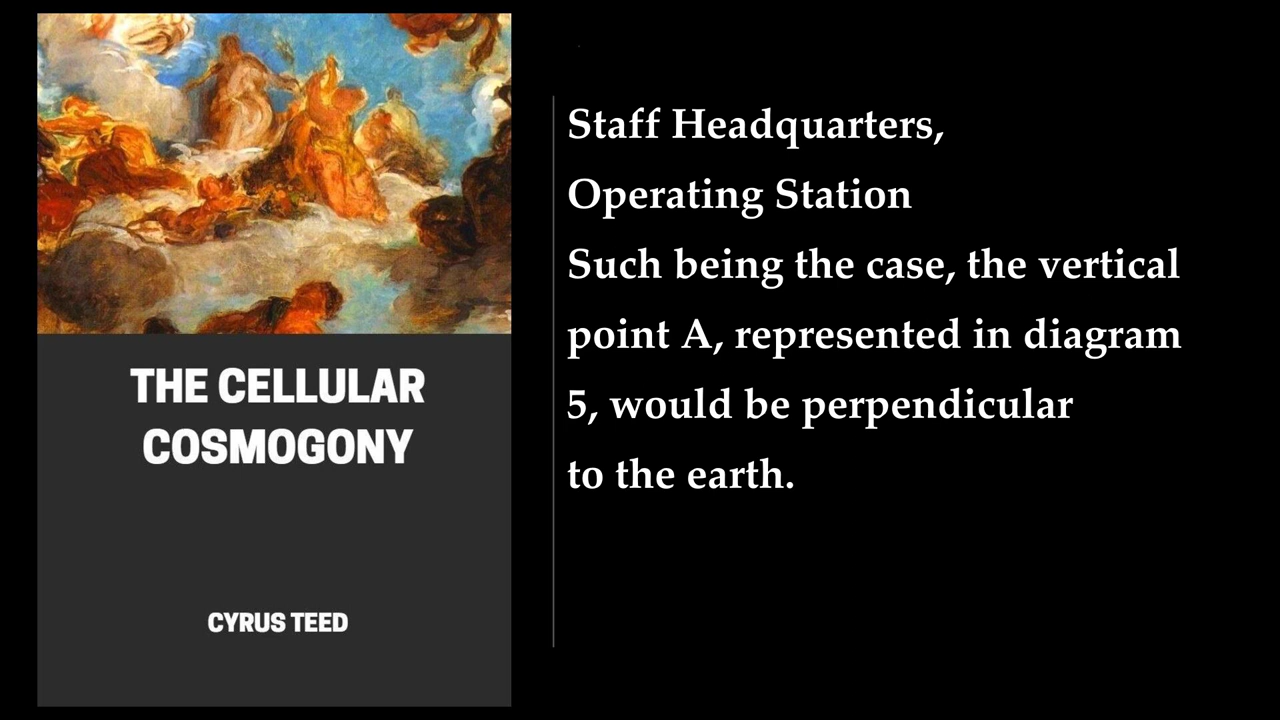 THE CELLULAR
COSMOGONY
CYRUS TEED
Staff Headquarters,
Operating Station
Such being the case, the vertical
point A, represented in diagram
5, would be perpendicular
to the earth.